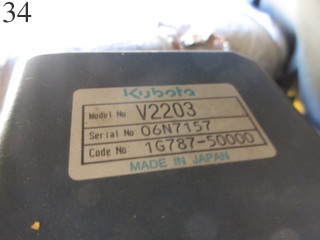 34
Kubota
Model No V2203
Serial No 06N7157
Code No 1G787-50000
MADE IN JAPAN